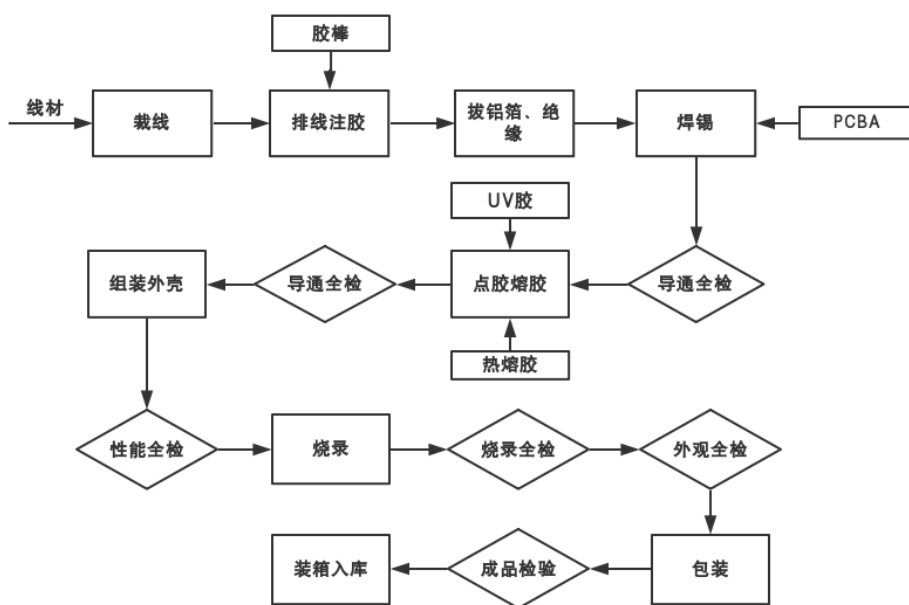 胶棒
线材
裁线
排线注胶
拔铝箔、绝
缘
焊锡
PCBA
UV胶
组装外壳
导通全检
点胶熔胶
导通全检
热熔胶
性能全检
烧录
烧录全检
外观全检
装箱入库
成品检验
包装